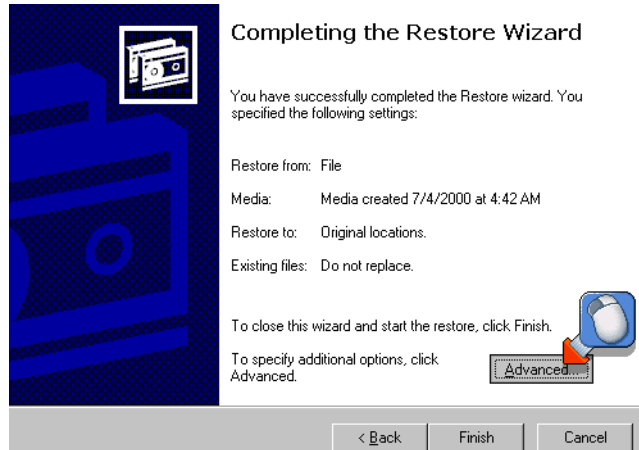 Completing the Restore Wizard
You have successfully completed the Restore wizard. You
specified the following settings:
Restore from: File
Media: Media created 7/4/2000 at 4:42 AM
Restore to: Original locations.
Existing files: Do not replace.
To close this wizard and start the restore, click Finish.
To specify additional options, click
Advanced.
Advanced...
< Back Finish Cancel